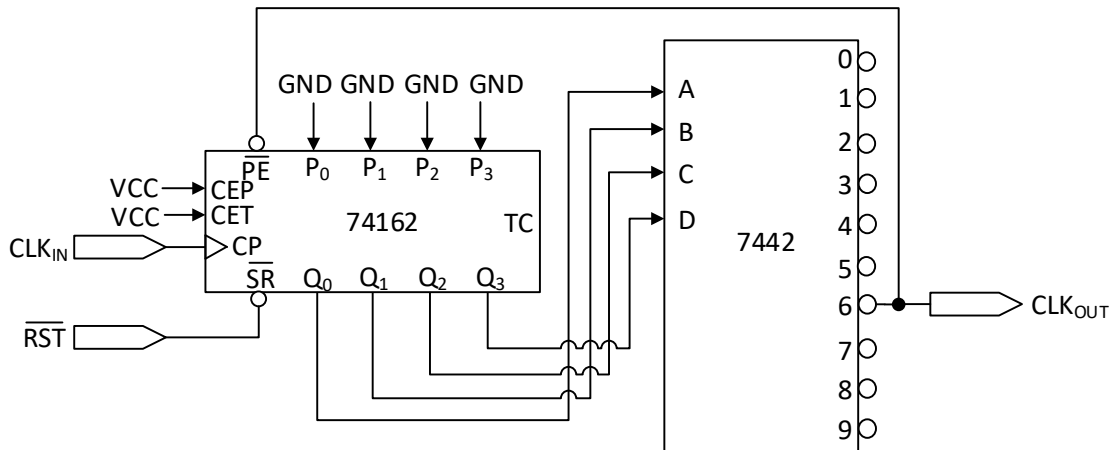 GND GND GND GND
PE P0 P1 P2 P3
VCC CEP
VCC CET
74162 TC
CLKIN CP
SR Q0 Q1 Q2 Q3
RST
A
B
C
D
7442
0
1
2
3
4
5
6
7
8
9
CLKOUT